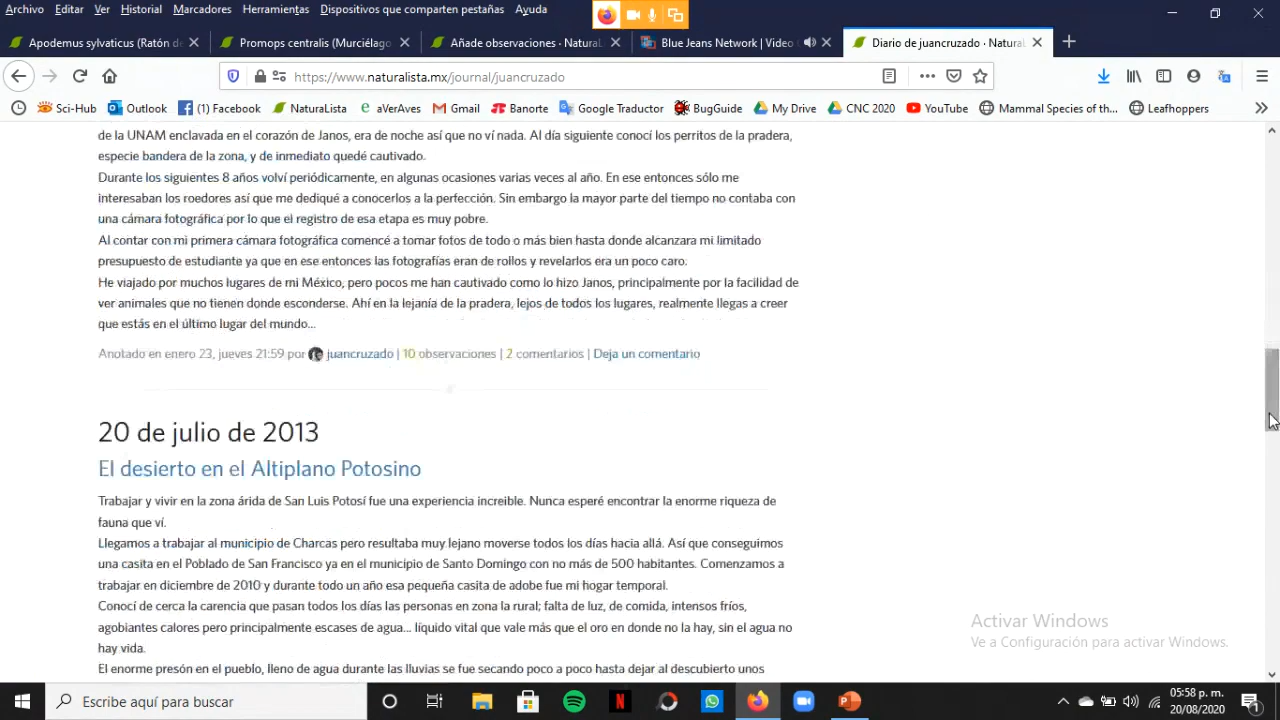 Archivo Editar Ver Historial Marcadores Herramientas Dispositivos que comparten pestañas Ayuda
Apodemus sylvaticus (Ratón de
Promops centralis (Murciélago
Añade observaciones · Natural
Blue Jeans Network | Video
Diario de juancruzado · Natural
https://www.naturalista.mx/journal/juancruzado
Sci-Hub Outlook (1) Facebook NaturaLista aVerAves Gmail Banorte Google Traductor BugGuide My Drive CNC 2020 YouTube Mammal Species of th... Leafhoppers
de la UNAM enclavada en el corazón de Janos, era de noche así que no ví nada. Al día siguiente conocí los perritos de la pradera,
especie bandera de la zona, y de inmediato quedé cautivado.
Durante los siguientes 8 años volví periódicamente, en algunas ocasiones varias veces al año. En ese entonces sólo me
interesaban los roedores así que me dediqué a conocerlos a la perfección. Sin embargo la mayor parte del tiempo no contaba con
una cámara fotográfica por lo que el registro de esa etapa es muy pobre.
Al contar con mi primera cámara fotográfica comencé a tomar fotos de todo o más bien hasta donde alcanzara mi limitado
presupuesto de estudiante ya que en ese entonces las fotografías eran de rollos y revelarlos era un poco caro.
He viajado por muchos lugares de mi México, pero pocos me han cautivado como lo hizo Janos, principalmente por la facilidad de
ver animales que no tienen donde esconderse. Ahí en la lejanía de la pradera, lejos de todos los lugares, realmente llegas a creer
que estás en el último lugar del mundo...
Anotado en enero 23, jueves 21:59 por juancruzado | 10 observaciones | 2 comentarios | Deja un comentario
20 de julio de 2013
El desierto en el Altiplano Potosino
Trabajar y vivir en la zona árida de San Luis Potosí fue una experiencia increible. Nunca esperé encontrar la enorme riqueza de
fauna que ví.
Llegamos a trabajar al municipio de Charcas pero resultaba muy lejano moverse todos los días hacia allá. Así que conseguimos
una casita en el Poblado de San Francisco ya en el municipio de Santo Domingo con no más de 500 habitantes. Comenzamos a
trabajar en diciembre de 2010 y durante todo un año esa pequeña casita de adobe fue mi hogar temporal.
Conocí de cerca la carencia que pasan todos los días las personas en zona la rural; falta de luz, de comida, intensos fríos,
agobiantes calores pero principalmente escases de agua... líquido vital que vale más que el oro en donde no la hay, sin el agua no
hay vida.
El enorme presón en el pueblo, lleno de agua durante las lluvias se fue secando poco a poco hasta dejar al descubierto unos
Activar Windows
Ve a Configuración para activar Windows.
Escribe aquí para buscar
05:58 p. m.
20/08/2020
1